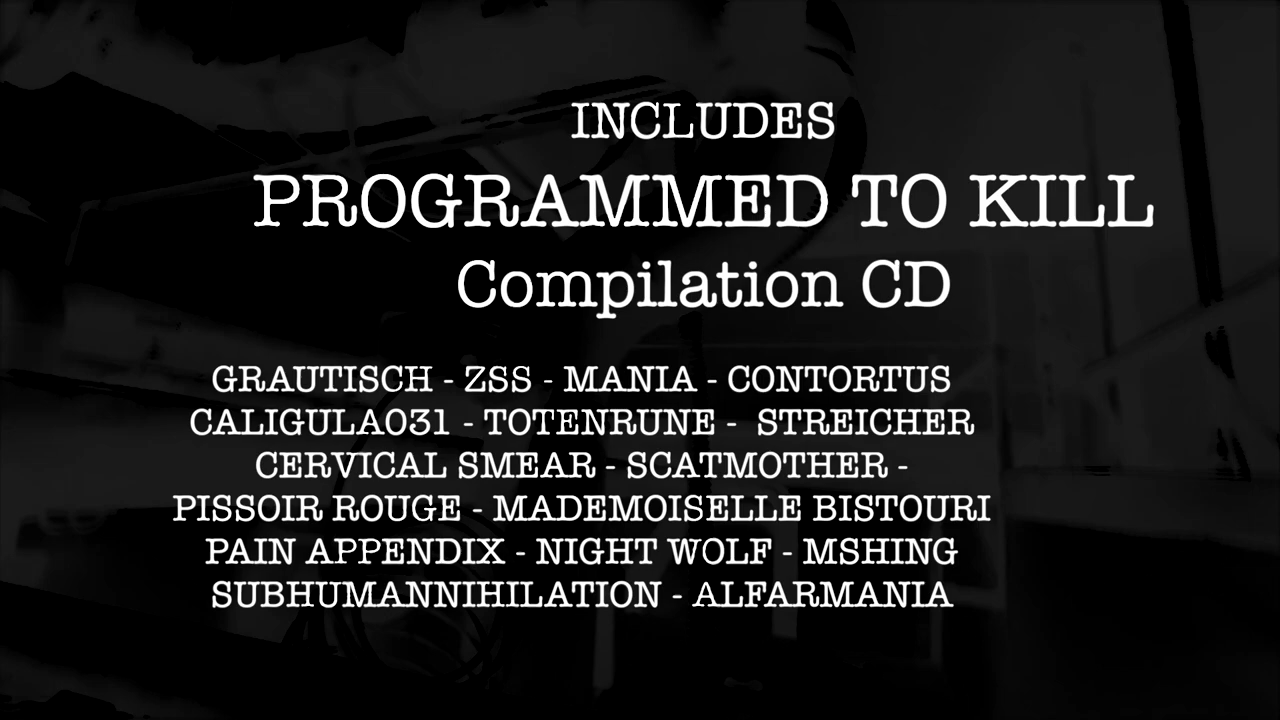 INCLUDES
PROGRAMMED TO KILL
Compilation CD
GRAUTISCH - ZSS - MANIA - CONTORTUS
CALIGULA031 - TOTENRUNE - STREICHER
CERVICAL SMEAR - SCATMOTHER -
PISSOIR ROUGE - MADEMOISELLE BISTOURI
PAIN APPENDIX - NIGHT WOLF - MSHING
SUBHUMANNIHILATION - ALFARMANIA